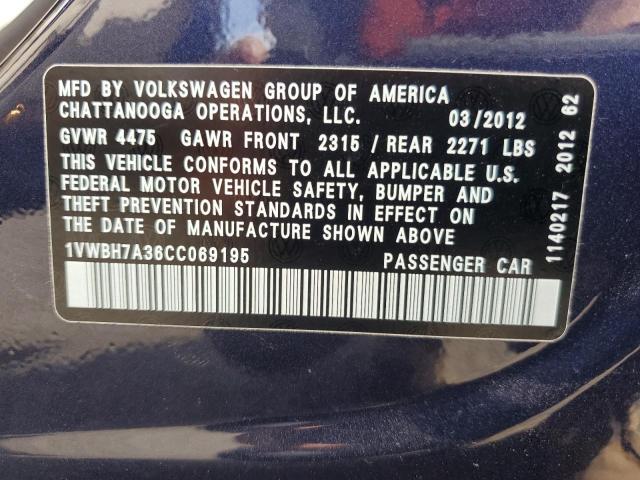 MFD BY VOLKSWAGEN GROUP OF AMERICA
CHATTANOOGA OPERATIONS, LLC. 03/2012
GVWR 4475 GAWR FRONT 2315 / REAR 2271 LBS
THIS VEHICLE CONFORMS TO ALL APPLICABLE U.S.
FEDERAL MOTOR VEHICLE SAFETY, BUMPER AND
THEFT PREVENTION STANDARDS IN EFFECT ON
THE DATE OF MANUFACTURE SHOWN ABOVE
1VWBH7A36CC069195 PASSENGER CAR
1140217 2012 62